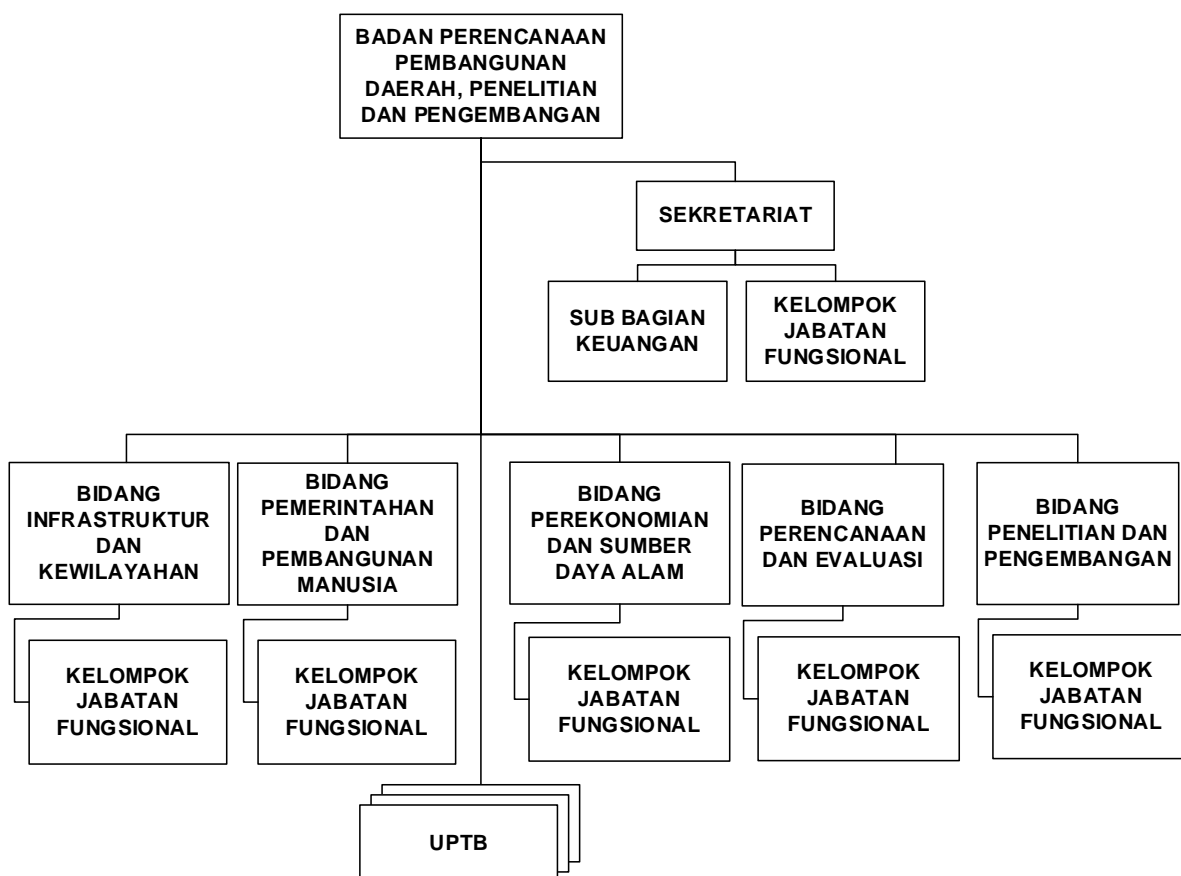 BADAN PERENCANAAN
PEMBANGUNAN
DAERAH, PENELITIAN
DAN PENGEMBANGAN
SEKRETARIAT
SUB BAGIAN
KEUANGAN
KELOMPOK
JABATAN
FUNGSIONAL
BIDANG
INFRASTRUKTUR
DAN
KEWILAYAHAN
BIDANG
PEMERINTAHAN
DAN
PEMBANGUNAN
MANUSIA
BIDANG
PEREKONOMIAN
DAN SUMBER
DAYA ALAM
BIDANG
PERENCANAAN
DAN EVALUASI
BIDANG
PENELITIAN DAN
PENGEMBANGAN
KELOMPOK
JABATAN
FUNGSIONAL
KELOMPOK
JABATAN
FUNGSIONAL
KELOMPOK
JABATAN
FUNGSIONAL
KELOMPOK
JABATAN
FUNGSIONAL
KELOMPOK
JABATAN
FUNGSIONAL
UPTB